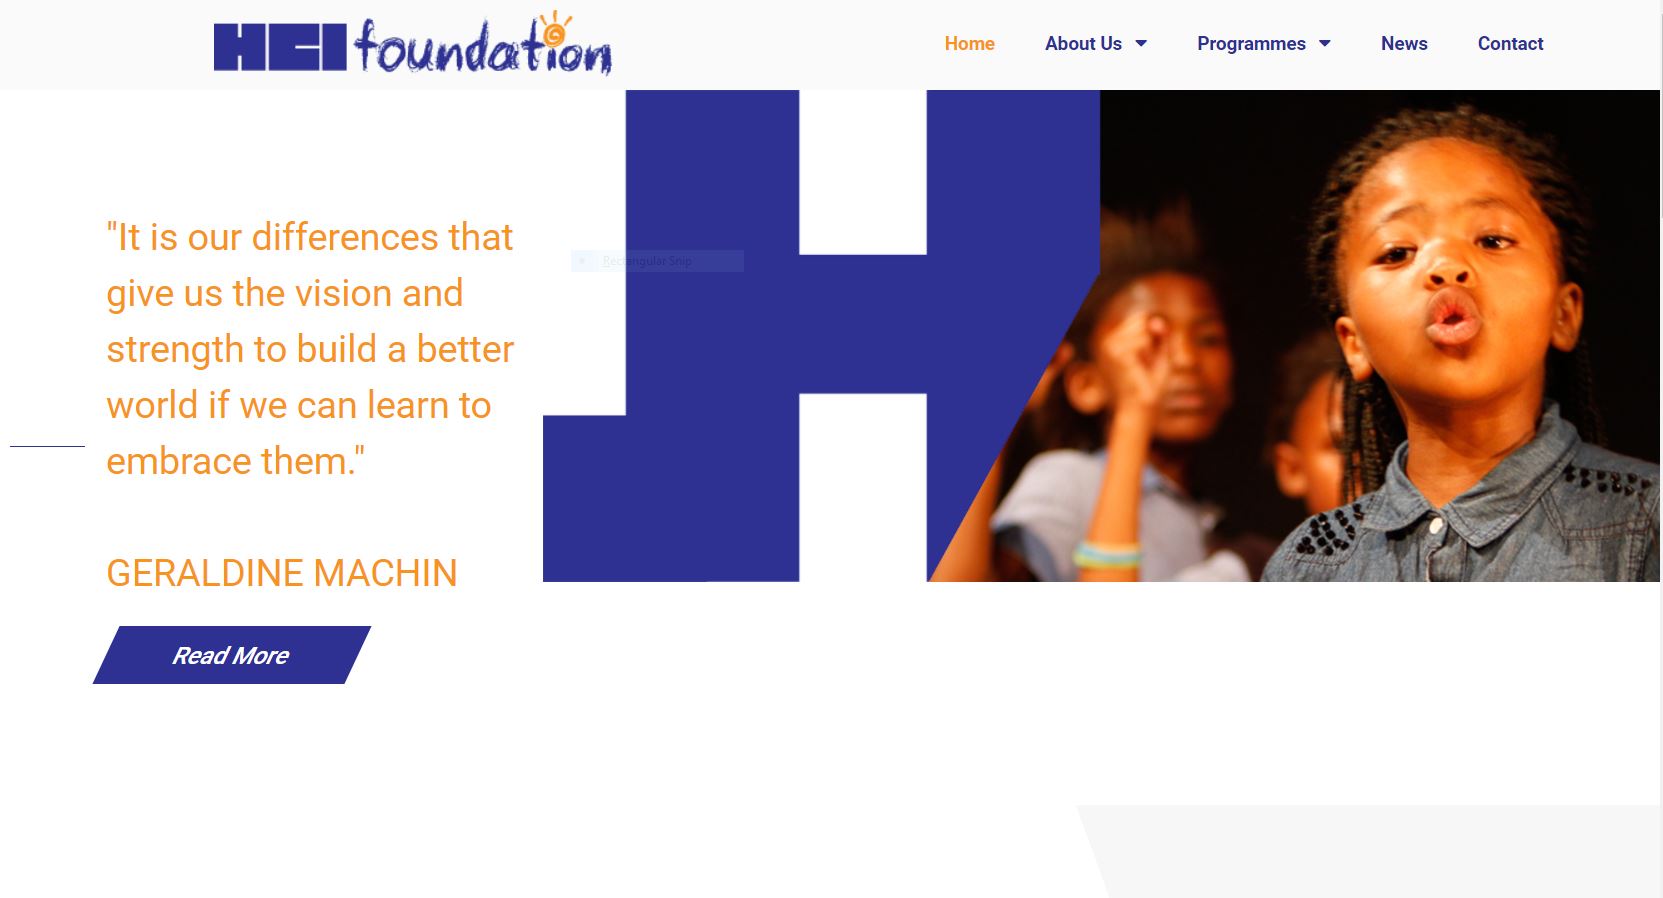 HCI foundation
Home About Us Programmes News Contact
"It is our differences that
give us the vision and
strength to build a better
world if we can learn to
embrace them."
GERALDINE MACHIN
Read More
Rectangular Snip